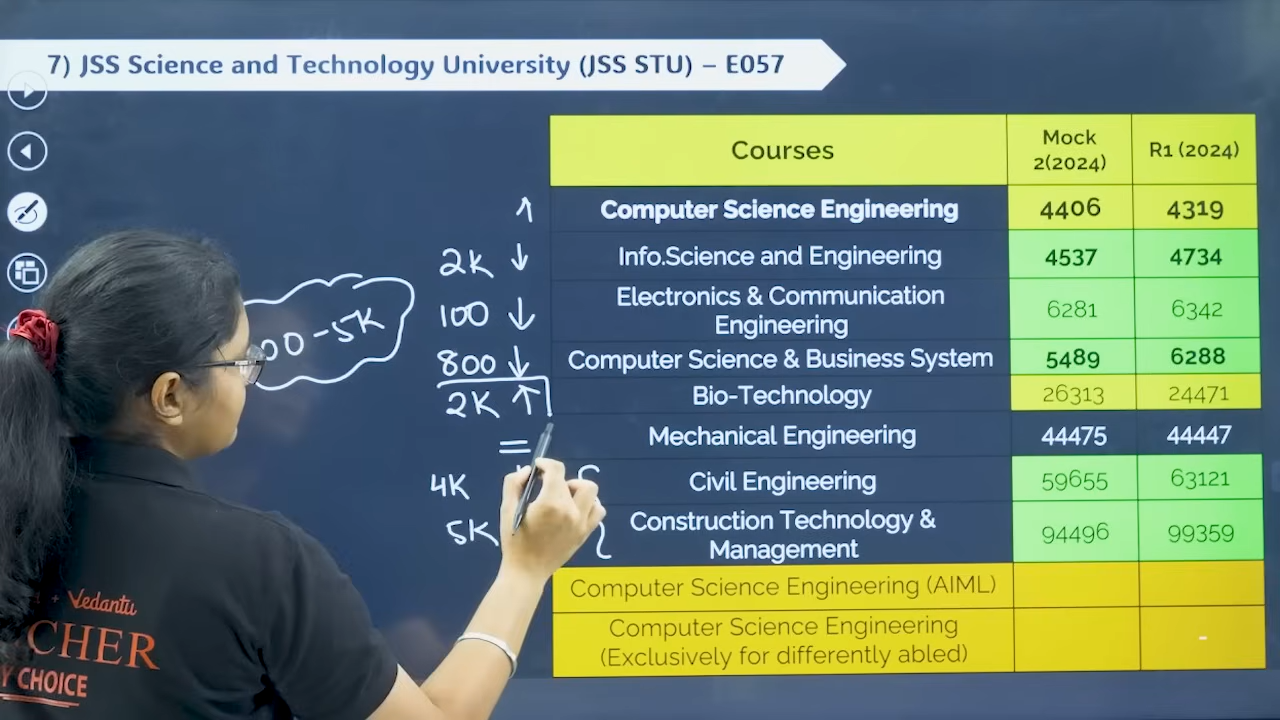 7) JSS Science and Technology University (JSS STU) – E057
Courses Mock 2(2024) R1 (2024)
↑ Computer Science Engineering 4406 4319
2K ↓ Info.Science and Engineering 4537 4734
100 ↓ Electronics & Communication Engineering 6281 6342
800 ↓ Computer Science & Business System 5489 6288
2K ↑ Bio-Technology 26313 24471
= Mechanical Engineering 44475 44447
4K Civil Engineering 59655 63121
5K Construction Technology & Management 94496 99359
Computer Science Engineering (AIML)
Computer Science Engineering (Exclusively for differently abled) -
00-5K
Vedantu
CHER
Y CHOICE